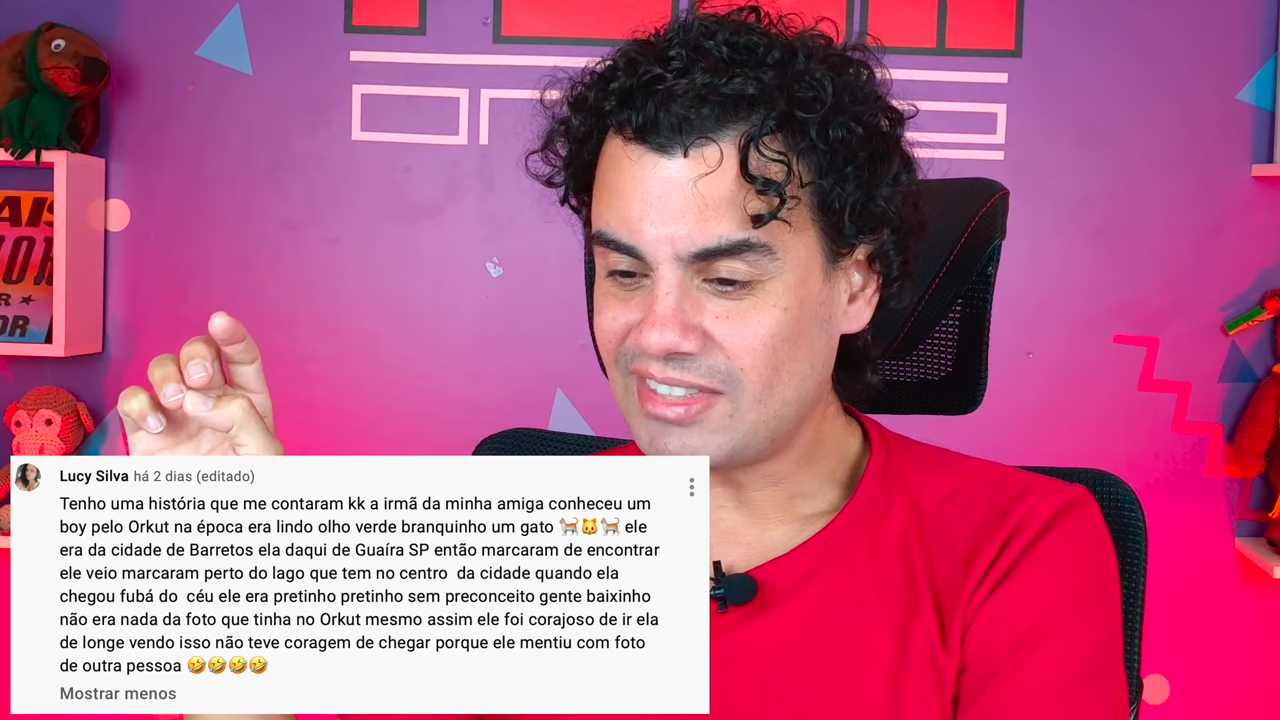 AIS
R ★
OR
Lucy Silva há 2 dias (editado)
Tenho uma história que me contaram kk a irmã da minha amiga conheceu um
boy pelo Orkut na época era lindo olho verde branquinho um gato 🐈🐱🐈 ele
era da cidade de Barretos ela daqui de Guaíra SP então marcaram de encontrar
ele veio marcaram perto do lago que tem no centro  da cidade quando ela
chegou fubá do  céu ele era pretinho pretinho sem preconceito gente baixinho
não era nada da foto que tinha no Orkut mesmo assim ele foi corajoso de ir ela
de longe vendo isso não teve coragem de chegar porque ele mentiu com foto
de outra pessoa 🤣🤣🤣🤣
Mostrar menos